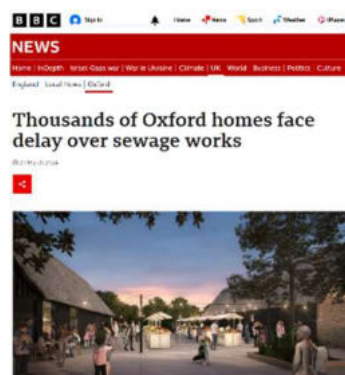 BBC Sign in Home News Sport Weather iPlayer
NEWS
Home | InDepth | Israel-Gaza war | War in Ukraine | Climate | UK | World | Business | Politics | Culture
England | Local News | Oxford
Thousands of Oxford homes face
delay over sewage works